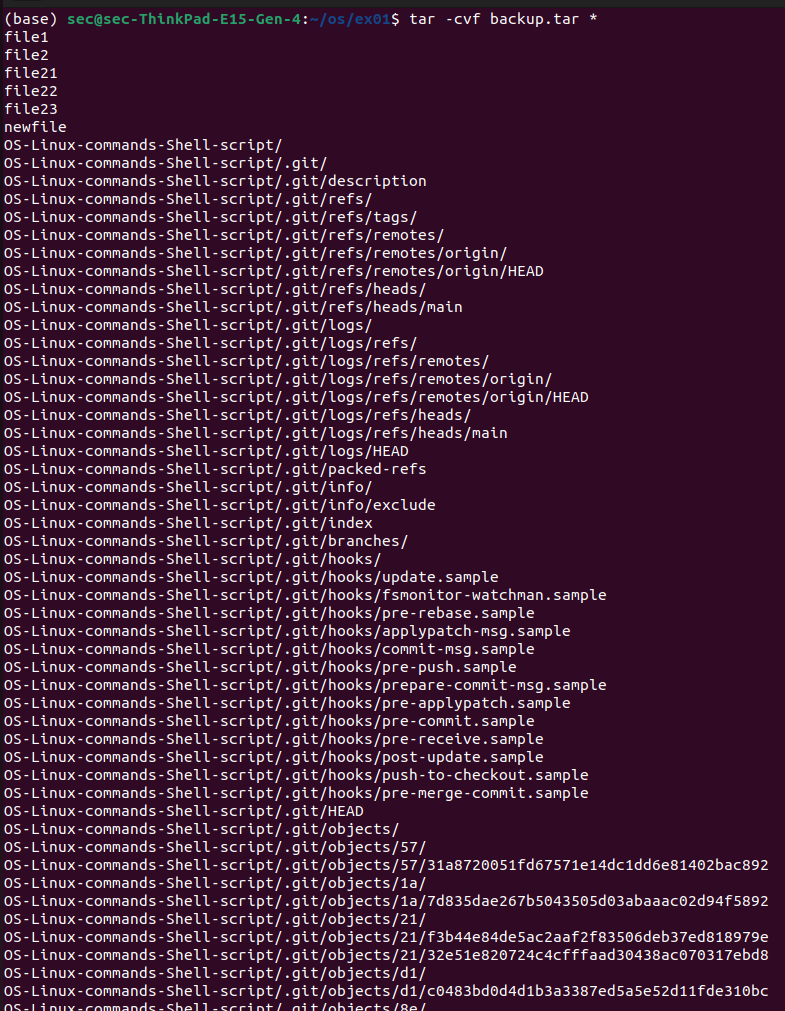 (base) sec@sec-ThinkPad-E15-Gen-4:~/os/ex01$ tar -cvf backup.tar *
file1
file2
file21
file22
file23
newfile
OS-Linux-commands-Shell-script/
OS-Linux-commands-Shell-script/.git/
OS-Linux-commands-Shell-script/.git/description
OS-Linux-commands-Shell-script/.git/refs/
OS-Linux-commands-Shell-script/.git/refs/tags/
OS-Linux-commands-Shell-script/.git/refs/remotes/
OS-Linux-commands-Shell-script/.git/refs/remotes/origin/
OS-Linux-commands-Shell-script/.git/refs/remotes/origin/HEAD
OS-Linux-commands-Shell-script/.git/refs/heads/
OS-Linux-commands-Shell-script/.git/refs/heads/main
OS-Linux-commands-Shell-script/.git/logs/
OS-Linux-commands-Shell-script/.git/logs/refs/
OS-Linux-commands-Shell-script/.git/logs/refs/remotes/
OS-Linux-commands-Shell-script/.git/logs/refs/remotes/origin/
OS-Linux-commands-Shell-script/.git/logs/refs/remotes/origin/HEAD
OS-Linux-commands-Shell-script/.git/logs/refs/heads/
OS-Linux-commands-Shell-script/.git/logs/refs/heads/main
OS-Linux-commands-Shell-script/.git/logs/HEAD
OS-Linux-commands-Shell-script/.git/packed-refs
OS-Linux-commands-Shell-script/.git/info/
OS-Linux-commands-Shell-script/.git/info/exclude
OS-Linux-commands-Shell-script/.git/index
OS-Linux-commands-Shell-script/.git/branches/
OS-Linux-commands-Shell-script/.git/hooks/
OS-Linux-commands-Shell-script/.git/hooks/update.sample
OS-Linux-commands-Shell-script/.git/hooks/fsmonitor-watchman.sample
OS-Linux-commands-Shell-script/.git/hooks/pre-rebase.sample
OS-Linux-commands-Shell-script/.git/hooks/applypatch-msg.sample
OS-Linux-commands-Shell-script/.git/hooks/commit-msg.sample
OS-Linux-commands-Shell-script/.git/hooks/pre-push.sample
OS-Linux-commands-Shell-script/.git/hooks/prepare-commit-msg.sample
OS-Linux-commands-Shell-script/.git/hooks/pre-applypatch.sample
OS-Linux-commands-Shell-script/.git/hooks/pre-commit.sample
OS-Linux-commands-Shell-script/.git/hooks/pre-receive.sample
OS-Linux-commands-Shell-script/.git/hooks/post-update.sample
OS-Linux-commands-Shell-script/.git/hooks/push-to-checkout.sample
OS-Linux-commands-Shell-script/.git/hooks/pre-merge-commit.sample
OS-Linux-commands-Shell-script/.git/HEAD
OS-Linux-commands-Shell-script/.git/objects/
OS-Linux-commands-Shell-script/.git/objects/57/
OS-Linux-commands-Shell-script/.git/objects/57/31a8720051fd67571e14dc1dd6e81402bac892
OS-Linux-commands-Shell-script/.git/objects/1a/
OS-Linux-commands-Shell-script/.git/objects/1a/7d835dae267b5043505d03abaaac02d94f5892
OS-Linux-commands-Shell-script/.git/objects/21/
OS-Linux-commands-Shell-script/.git/objects/21/f3b44e84de5ac2aaf2f83506deb37ed818979e
OS-Linux-commands-Shell-script/.git/objects/21/32e51e820724c4cfffaad30438ac070317ebd8
OS-Linux-commands-Shell-script/.git/objects/d1/
OS-Linux-commands-Shell-script/.git/objects/d1/c0483bd0d4d1b3a3387ed5a5e52d11fde310bc
OS-Linux-commands-Shell-script/.git/objects/8e/